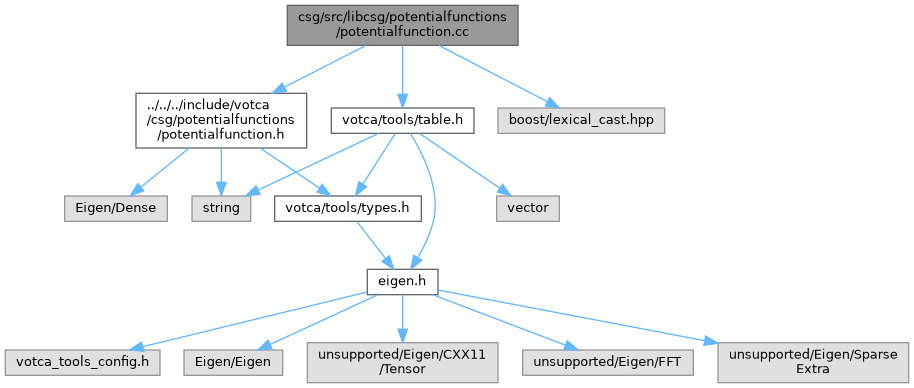 csg/src/libcsg/potentialfunctions
/potentialfunction.cc
../../../include/votca
/csg/potentialfunctions
/potentialfunction.h
votca/tools/table.h
boost/lexical_cast.hpp
Eigen/Dense
string
votca/tools/types.h
vector
eigen.h
votca_tools_config.h
Eigen/Eigen
unsupported/Eigen/CXX11
/Tensor
unsupported/Eigen/FFT
unsupported/Eigen/Sparse
Extra